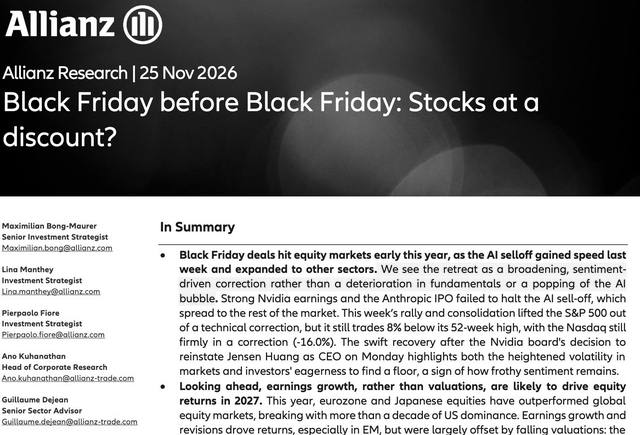 Allianz
Allianz Research | 25 Nov 2026
Black Friday before Black Friday: Stocks at a
discount?
Maximilian Bong-Maurer
Senior Investment Strategist
Maximilian.bong@allianz.com
Lina Manthey
Investment Strategist
Lina.manthey@allianz.com
Pierpaolo Fiore
Investment Strategist
Pierpaolo.fiore@allianz.com
Ano Kuhanathan
Head of Corporate Research
Ano.kuhanathan@allianz-trade.com
Guillaume Dejean
Senior Sector Advisor
Guillaume.dejean@allianz-trade.com
In Summary
• Black Friday deals hit equity markets early this year, as the AI selloff gained speed
last week and expanded to other sectors. We see the retreat as a broadening, sentiment-
driven correction rather than a deterioration in fundamentals or a popping of the AI
bubble. Strong Nvidia earnings and the Anthropic IPO failed to halt the AI sell-off, which
spread to the rest of the market. This week's rally and consolidation lifted the S&P 500 out
of a technical correction, but it still trades 8% below its 52-week high, with the Nasdaq still
firmly in a correction (-16.0%). The swift recovery after the Nvidia board's decision to
reinstate Jensen Huang as CEO on Monday highlights both the heightened volatility in
markets and investors' eagerness to find a floor, a sign of how frothy sentiment remains.
• Looking ahead, earnings growth, rather than valuations, are likely to drive equity
returns in 2027. This year, eurozone and Japanese equities have outperformed global
equity markets, breaking with more than a decade of US dominance. Earnings growth and
revisions drove returns, especially in EM, but were largely offset by falling valuations: the